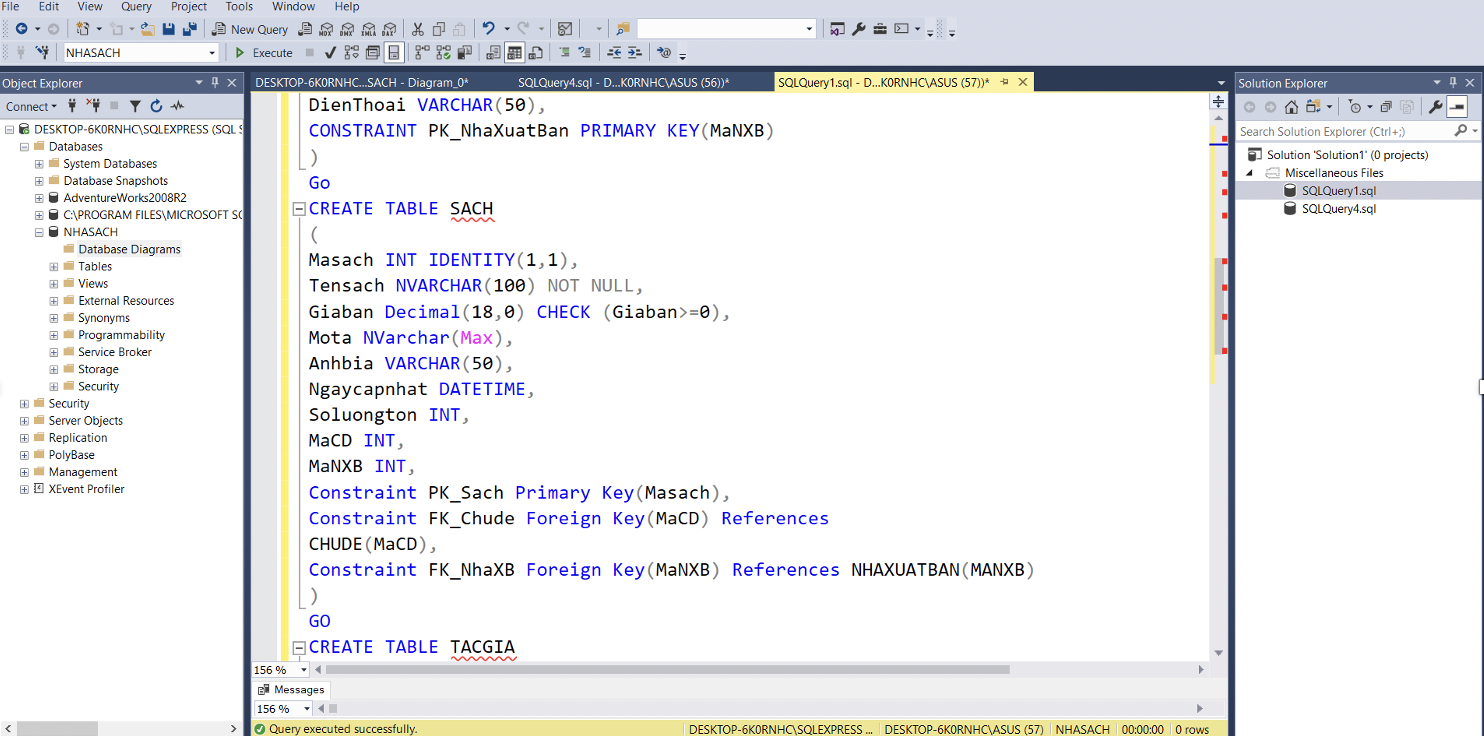 File Edit View Query Project Tools Window Help
New Query MDX DMX XMLA DAX
NHASACH Execute
Object Explorer
Connect
DESKTOP-6K0RNHC\SQLEXPRESS (SQL S
Databases
System Databases
Database Snapshots
AdventureWorks2008R2
C:\PROGRAM FILES\MICROSOFT SQ
NHASACH
Database Diagrams
Tables
Views
External Resources
Synonyms
Programmability
Service Broker
Storage
Security
Security
Server Objects
Replication
PolyBase
Management
XEvent Profiler
DESKTOP-6K0RNHC...SACH - Diagram_0* SQLQuery4.sql - D...K0RNHC\ASUS (56))* SQLQuery1.sql - D...K0RNHC\ASUS (57))*
DienThoai VARCHAR(50),
CONSTRAINT PK_NhaXuatBan PRIMARY KEY(MaNXB)
)
Go
CREATE TABLE SACH
(
Masach INT IDENTITY(1,1),
Tensach NVARCHAR(100) NOT NULL,
Giaban Decimal(18,0) CHECK (Giaban>=0),
Mota NVarchar(Max),
Anhbia VARCHAR(50),
Ngaycapnhat DATETIME,
Soluongton INT,
MaCD INT,
MaNXB INT,
Constraint PK_Sach Primary Key(Masach),
Constraint FK_Chude Foreign Key(MaCD) References
CHUDE(MaCD),
Constraint FK_NhaXB Foreign Key(MaNXB) References NHAXUATBAN(MANXB)
)
GO
CREATE TABLE TACGIA
156 %
Messages
156 %
Query executed successfully. DESKTOP-6K0RNHC\SQLEXPRESS ... DESKTOP-6K0RNHC\ASUS (57) NHASACH 00:00:00 0 rows
Solution Explorer
Search Solution Explorer (Ctrl+;)
Solution 'Solution1' (0 projects)
Miscellaneous Files
SQLQuery1.sql
SQLQuery4.sql